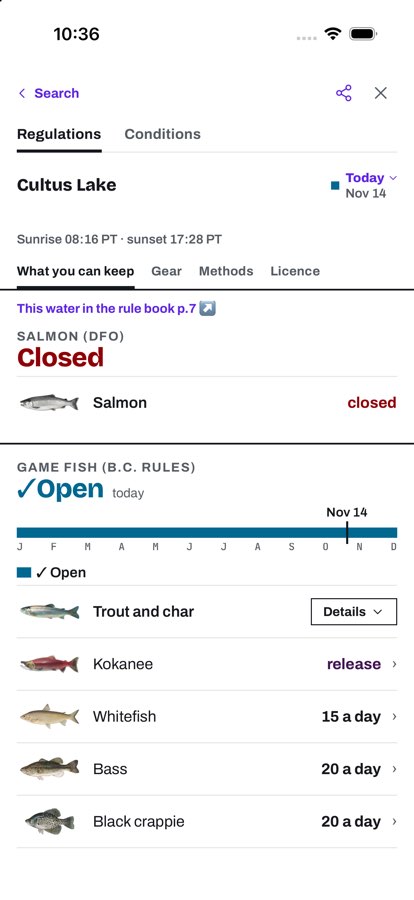 10:36
Search
Regulations Conditions
Cultus Lake
Today
Nov 14
Sunrise 08:16 PT · sunset 17:28 PT
What you can keep Gear Methods Licence
This water in the rule book p.7 ↗
SALMON (DFO)
Closed
Salmon closed
GAME FISH (B.C. RULES)
✓Open today
Nov 14
J F M A M J J A S O N D
✓ Open
Trout and char Details
Kokanee release
Whitefish 15 a day
Bass 20 a day
Black crappie 20 a day